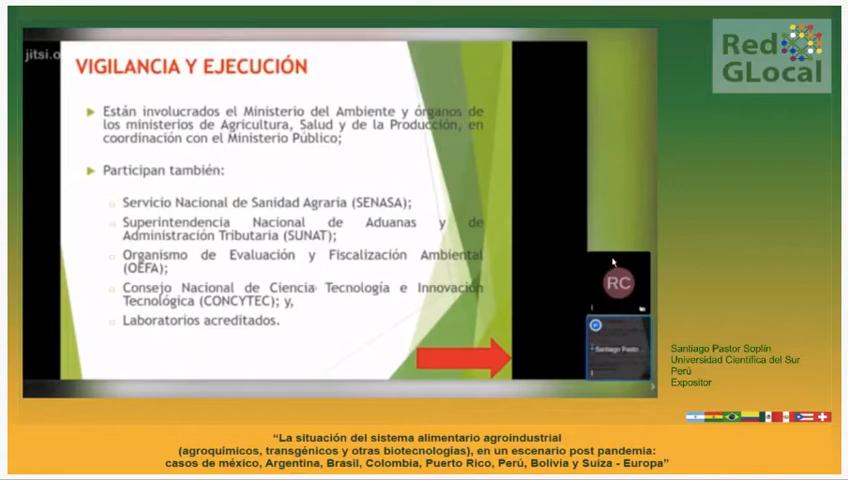 jitsi.o
Red
GLocal
VIGILANCIA Y EJECUCIÓN
Están involucrados el Ministerio del Ambiente y órganos de
los ministerios de Agricultura, Salud y de la Producción, en
coordinación con el Ministerio Público;
Participan también:
Servicio Nacional de Sanidad Agraria (SENASA);
Superintendencia Nacional de Aduanas y de
Administración Tributaria (SUNAT);
Organismo de Evaluación y Fiscalización Ambiental
(OEFA);
Consejo Nacional de Ciencia Tecnología e Innovación
Tecnológica (CONCYTEC); y,
Laboratorios acreditados.
RC
Santiago Pasto...
Santiago Pastor Soplín
Universidad Científica del Sur
Perú
Expositor
“La situación del sistema alimentario agroindustrial
(agroquímicos, transgénicos y otras biotecnologías), en un escenario post pandemia:
casos de méxico, Argentina, Brasil, Colombia, Puerto Rico, Perú, Bolivia y Suiza - Europa”